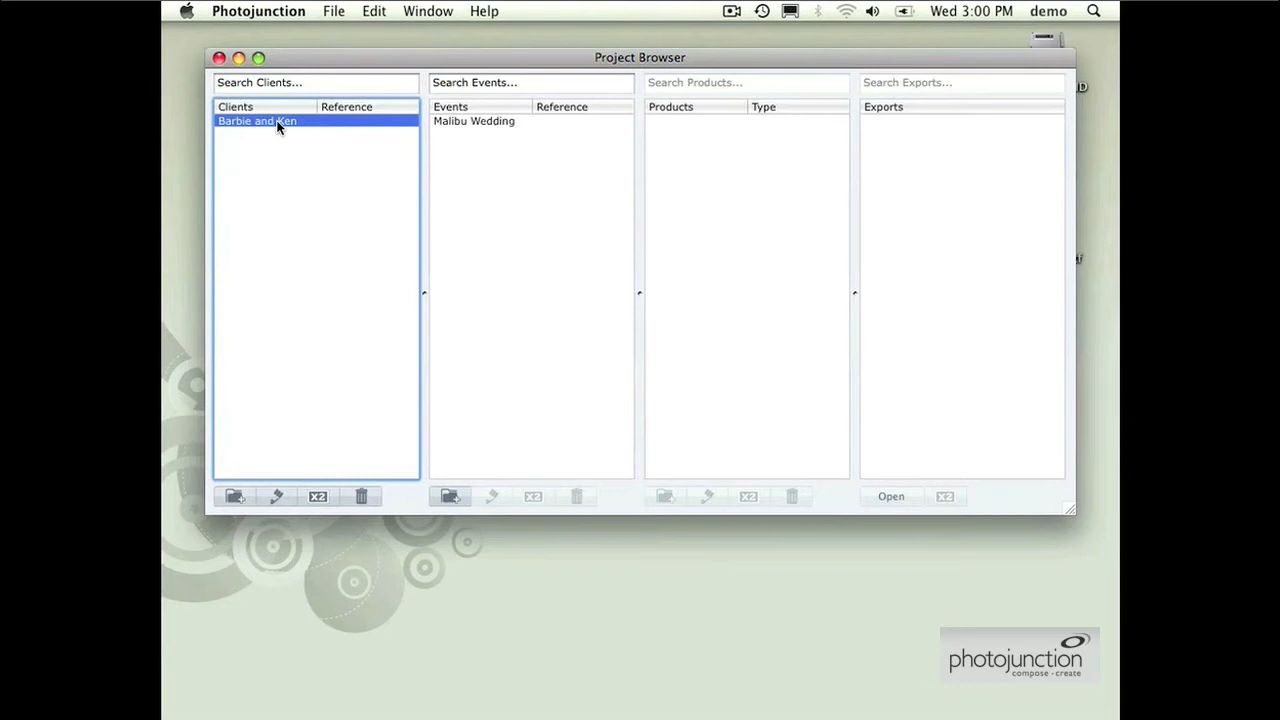 Photojunction File Edit Window Help Wed 3:00 PM demo
Project Browser
Search Clients... Search Events... Search Products... Search Exports...
Clients Reference Events Reference Products Type Exports
Barbie and Ken Malibu Wedding
X2 X2 X2 Open X2
photojunction
compose - create